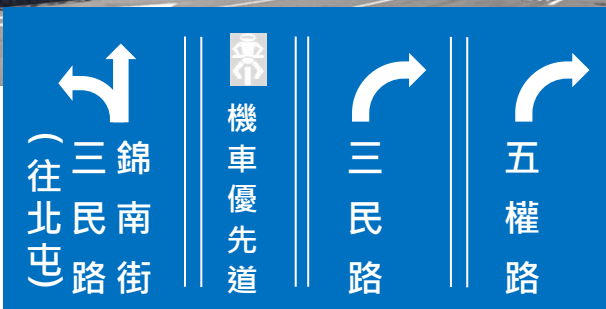 錦南街
三民路
（往北屯）
機車優先道
三民路
五權路